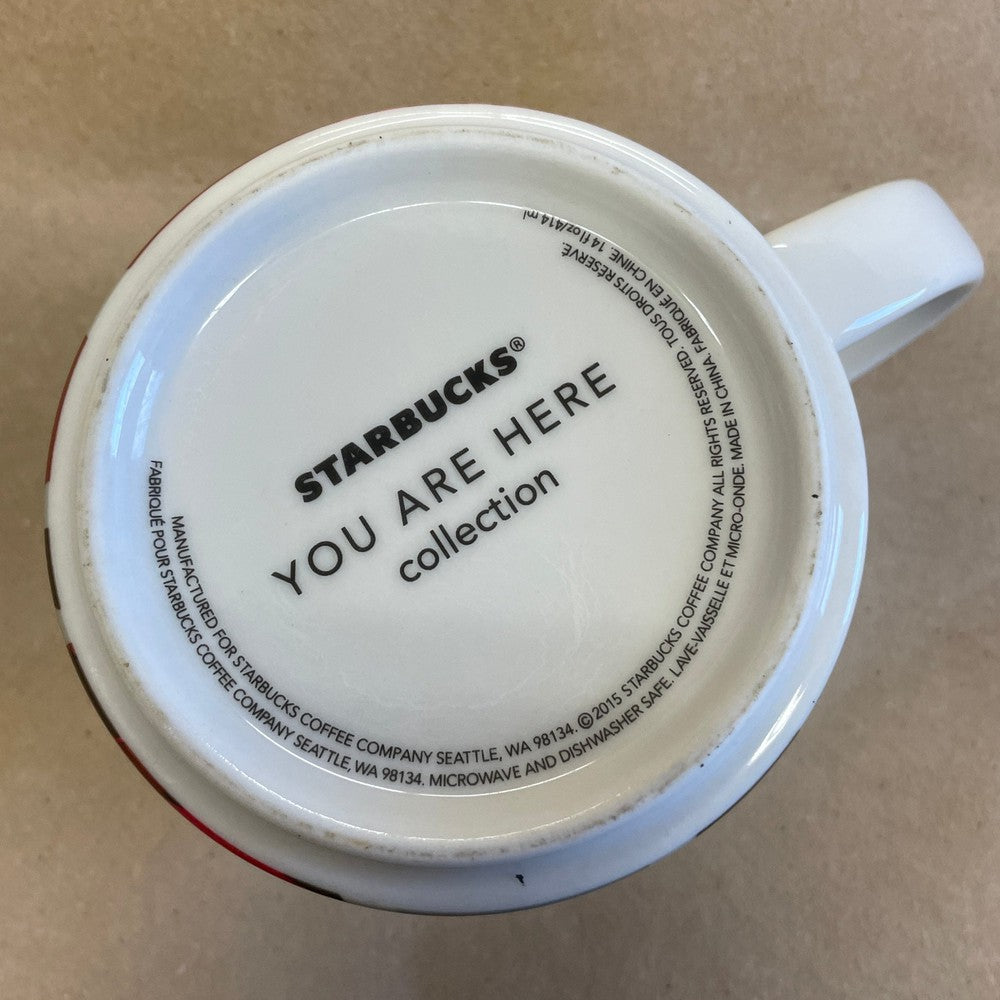 STARBUCKS®
YOU ARE HERE
collection
MANUFACTURED FOR STARBUCKS COFFEE COMPANY SEATTLE, WA 98134. ©2015 STARBUCKS COFFEE COMPANY ALL RIGHTS RESERVED. TOUS DROITS RÉSERVÉ.
FABRIQUÉ POUR STARBUCKS COFFEE COMPANY SEATTLE, WA 98134. MICROWAVE AND DISHWASHER SAFE. LAVE-VAISSELLE ET MICRO-ONDE. MADE IN CHINA. FABRIQUÉ EN CHINE. 14 fl oz/414 ml